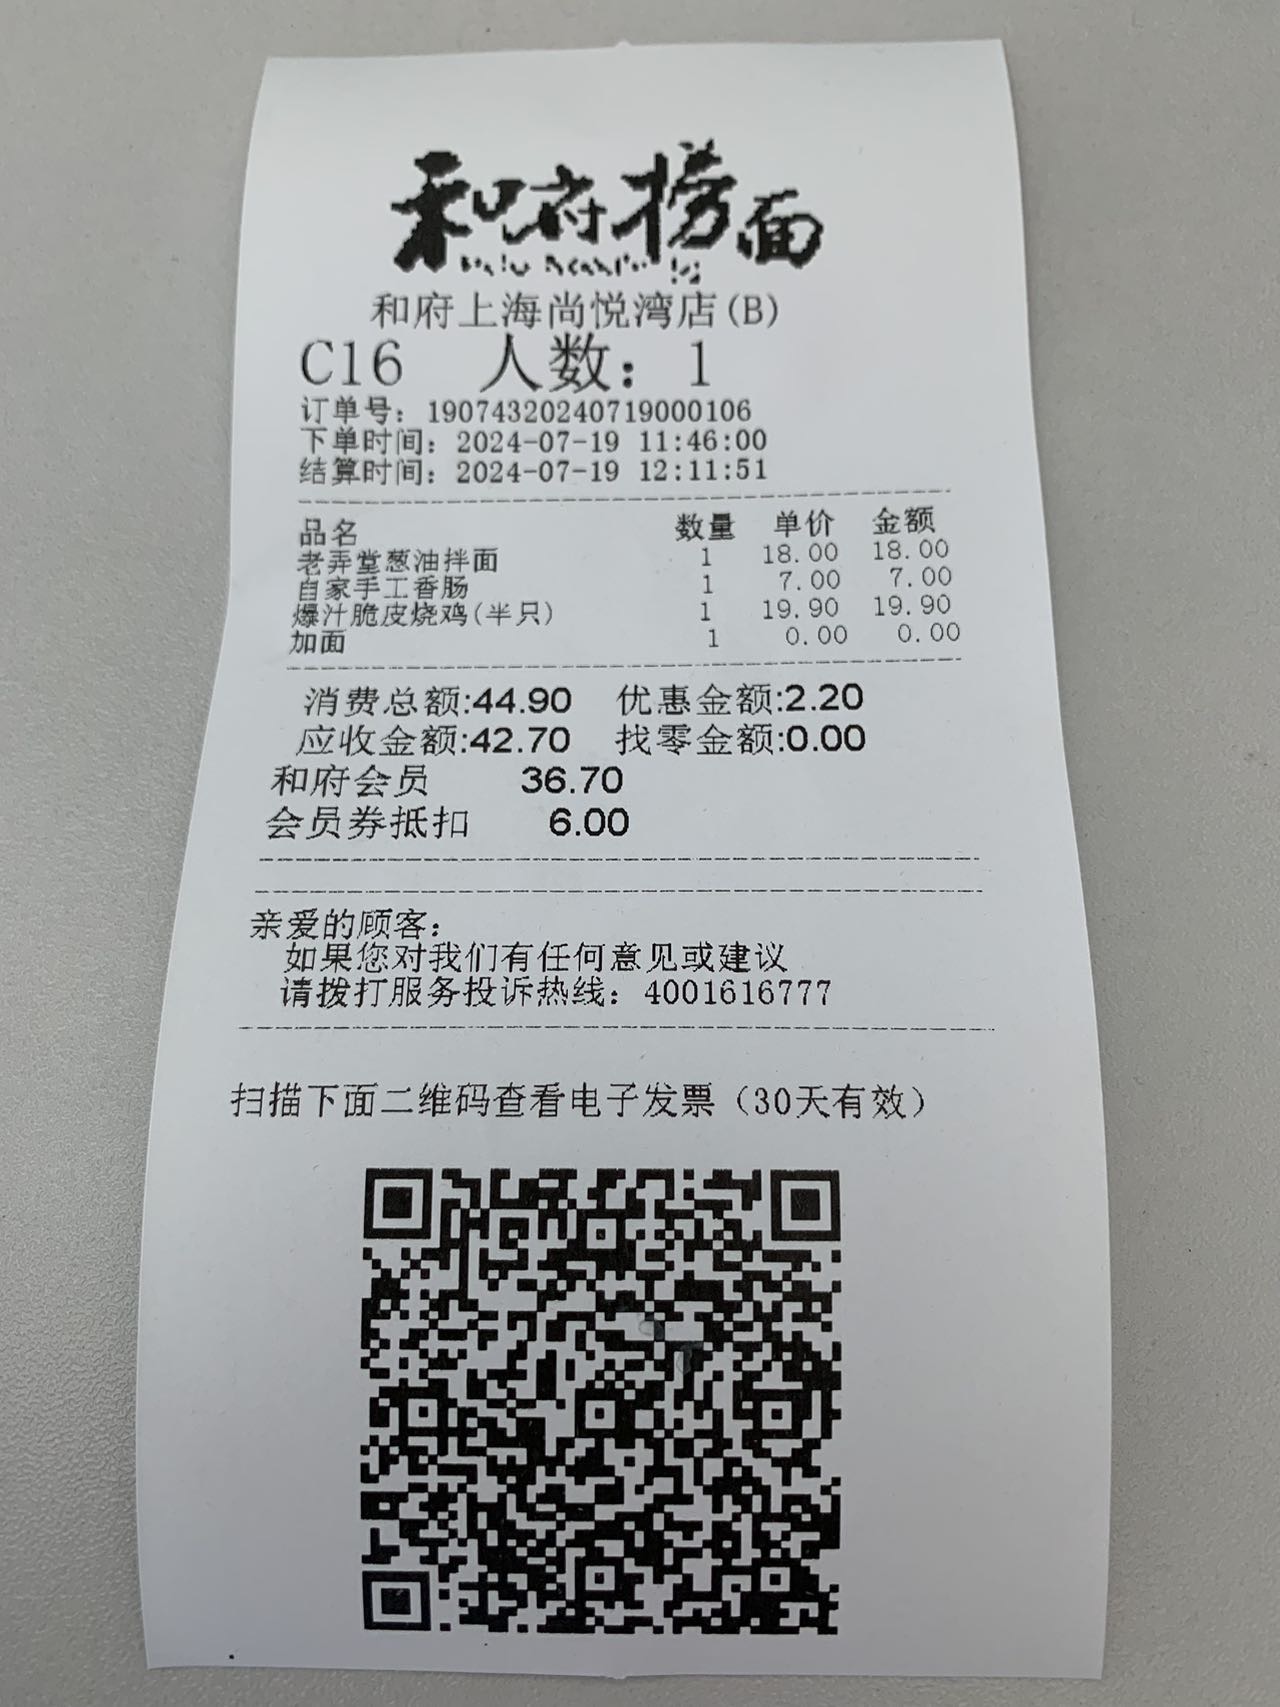 和府捞面
和府上海尚悦湾店(B)
C16 人数：1
订单号：19074320240719000106
下单时间：2024-07-19 11:46:00
结算时间：2024-07-19 12:11:51
品名 数量 单价 金额
老弄堂葱油拌面 1 18.00 18.00
自家手工香肠 1 7.00 7.00
爆汁脆皮烧鸡(半只) 1 19.90 19.90
加面 1 0.00 0.00
消费总额:44.90 优惠金额:2.20
应收金额:42.70 找零金额:0.00
和府会员 36.70
会员券抵扣 6.00
亲爱的顾客：
如果您对我们有任何意见或建议
请拨打服务投诉热线：4001616777
扫描下面二维码查看电子发票（30天有效）